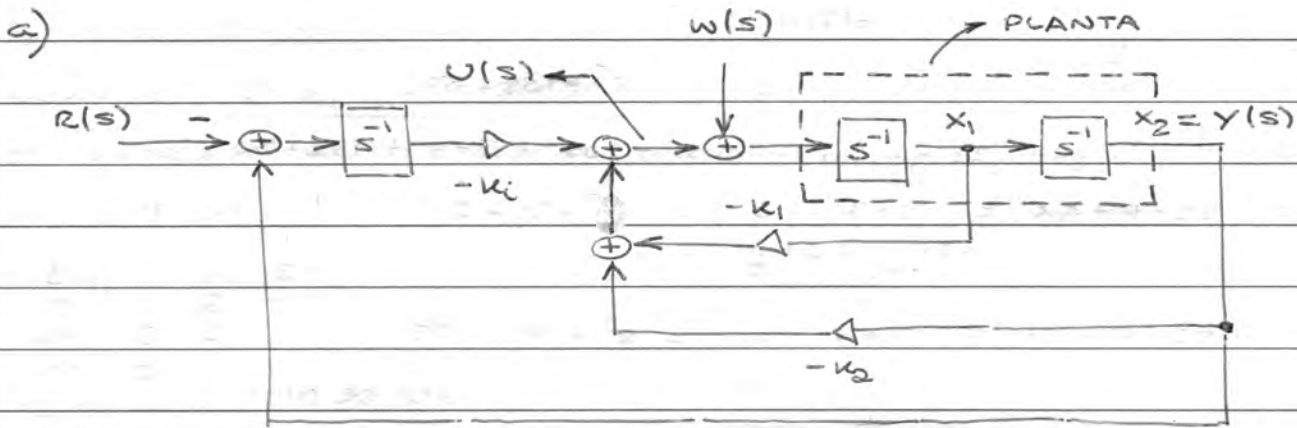 a)
W(s)
PLANTA
U(s)
R(s) -
+ s⁻¹ + + s⁻¹ x₁ s⁻¹ x₂ = Y(s)
-Ki
-K₁
+
-K₂